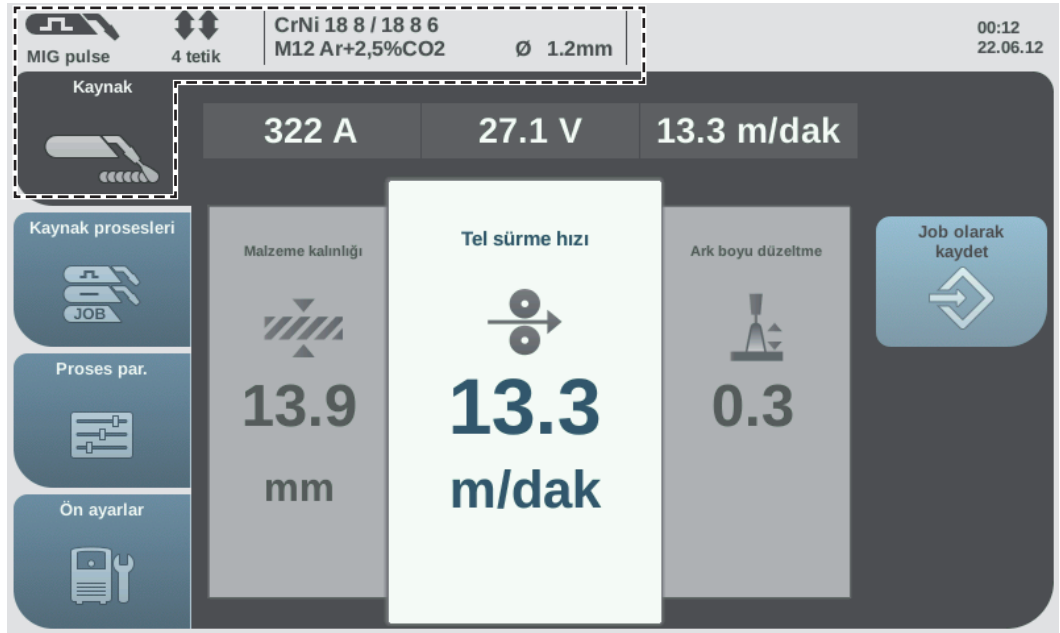 MIG pulse
4 tetik
CrNi 18 8 / 18 8 6
M12 Ar+2,5%CO2 Ø 1.2mm
00:12
22.06.12
Kaynak
322 A
27.1 V
13.3 m/dak
Kaynak prosesleri
JOB
Proses par.
Ön ayarlar
Malzeme kalınlığı
13.9
mm
Tel sürme hızı
13.3
m/dak
Ark boyu düzeltme
0.3
Job olarak
kaydet